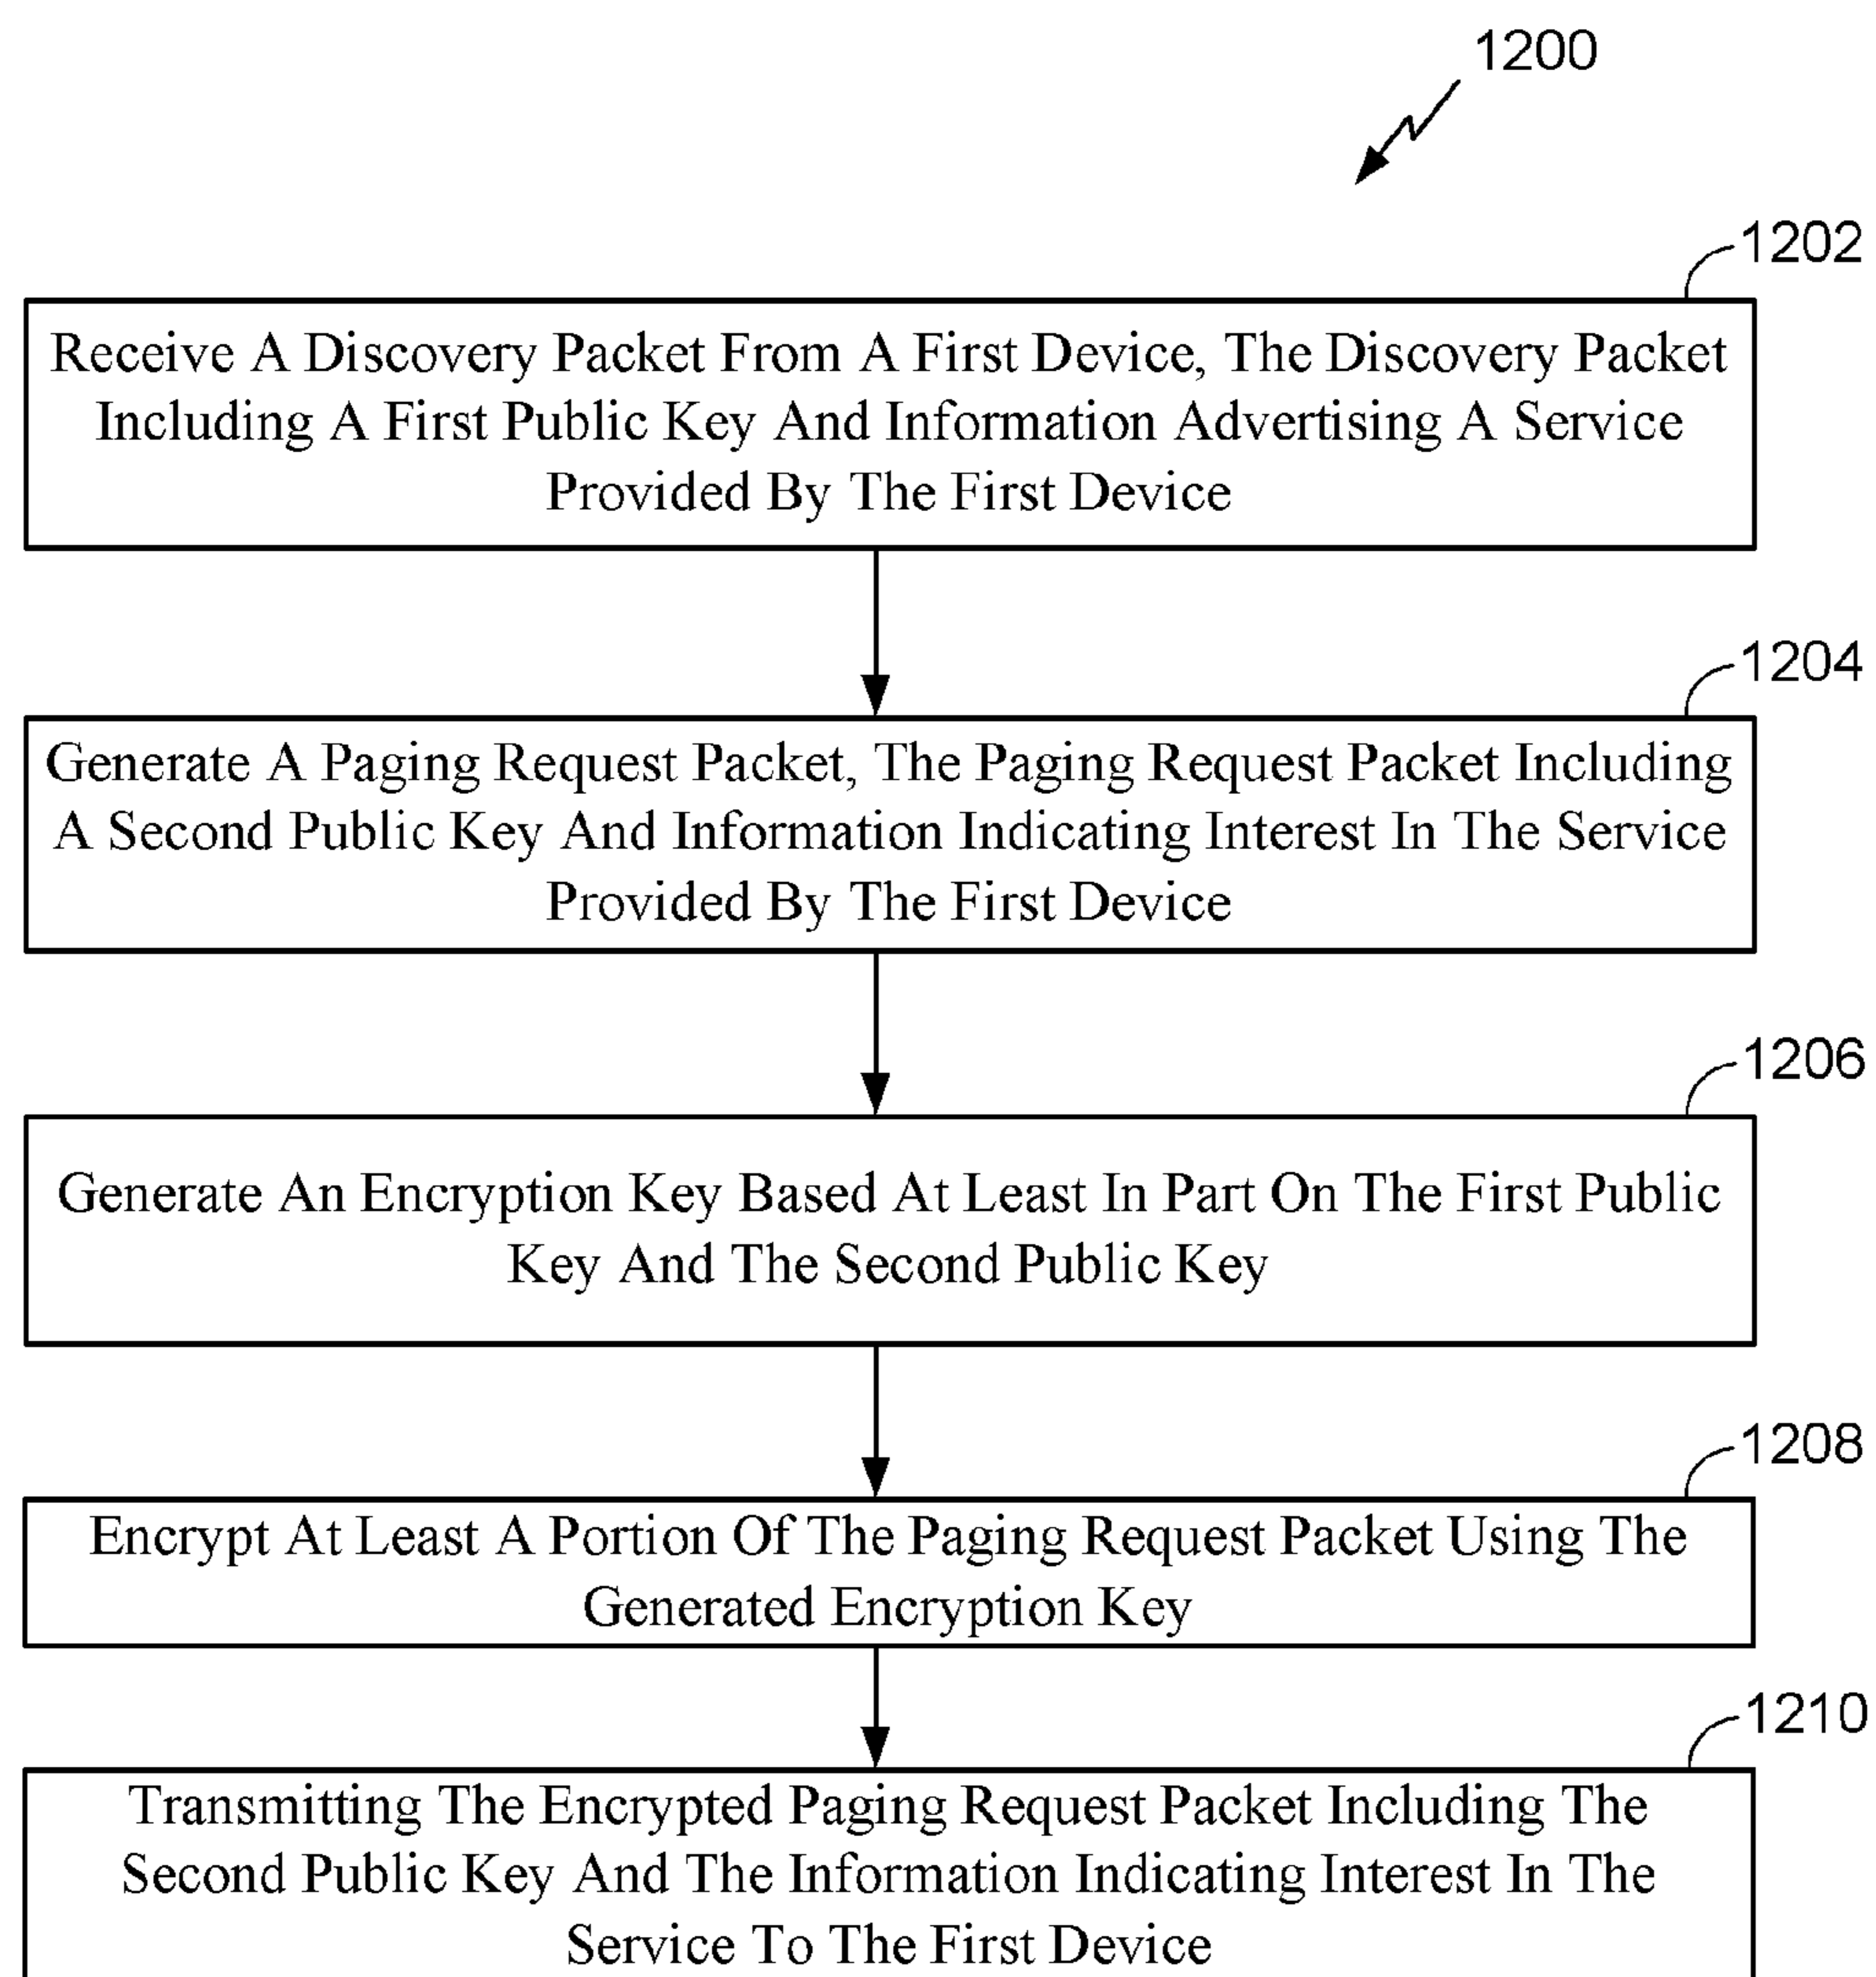 1200
1202
Receive A Discovery Packet From A First Device, The Discovery Packet
Including A First Public Key And Information Advertising A Service
Provided By The First Device
1204
Generate A Paging Request Packet, The Paging Request Packet Including
A Second Public Key And Information Indicating Interest In The Service
Provided By The First Device
1206
Generate An Encryption Key Based At Least In Part On The First Public
Key And The Second Public Key
1208
Encrypt At Least A Portion Of The Paging Request Packet Using The
Generated Encryption Key
1210
Transmitting The Encrypted Paging Request Packet Including The
Second Public Key And The Information Indicating Interest In The
Service To The First Device